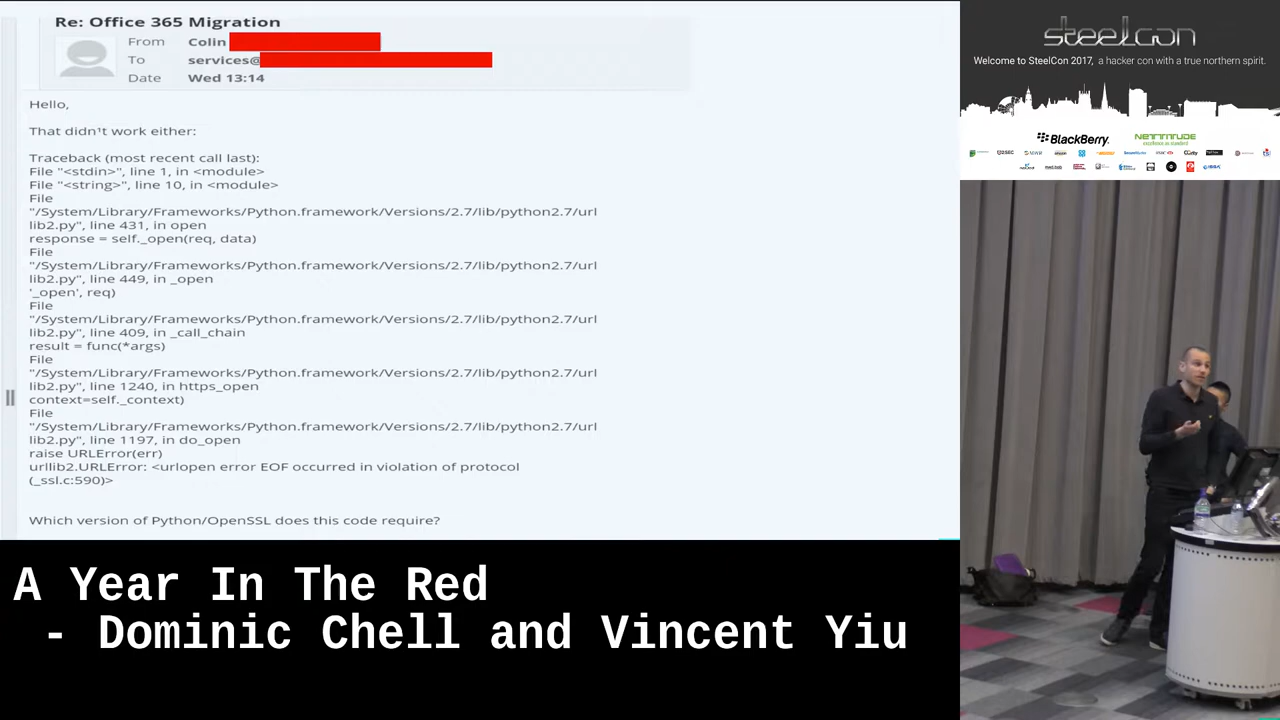 Re: Office 365 Migration
From Colin
To services@
Date Wed 13:14
Hello,
That didn¹t work either:
Traceback (most recent call last):
File "<stdin>", line 1, in <module>
File "<string>", line 10, in <module>
File
"/System/Library/Frameworks/Python.framework/Versions/2.7/lib/python2.7/url
lib2.py", line 431, in open
response = self._open(req, data)
File
"/System/Library/Frameworks/Python.framework/Versions/2.7/lib/python2.7/url
lib2.py", line 449, in _open
'_open', req)
File
"/System/Library/Frameworks/Python.framework/Versions/2.7/lib/python2.7/url
lib2.py", line 409, in _call_chain
result = func(*args)
File
"/System/Library/Frameworks/Python.framework/Versions/2.7/lib/python2.7/url
lib2.py", line 1240, in https_open
context=self._context)
File
"/System/Library/Frameworks/Python.framework/Versions/2.7/lib/python2.7/url
lib2.py", line 1197, in do_open
raise URLError(err)
urllib2.URLError: <urlopen error EOF occurred in violation of protocol
(_ssl.c:590)>
Which version of Python/OpenSSL does this code require?
steelcon
Welcome to SteelCon 2017, a hacker con with a true northern spirit.
BlackBerry
NETTITUDE
A Year In The Red
- Dominic Chell and Vincent Yiu